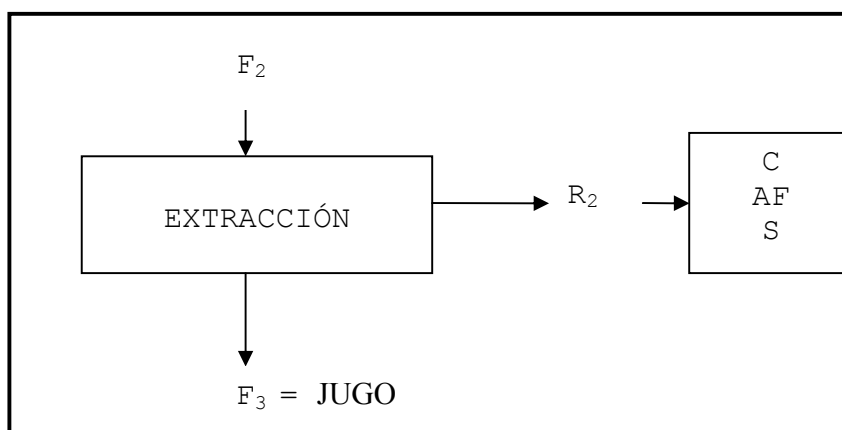 F₂
EXTRACCIÓN
R₂
C
AF
S
F₃ = JUGO